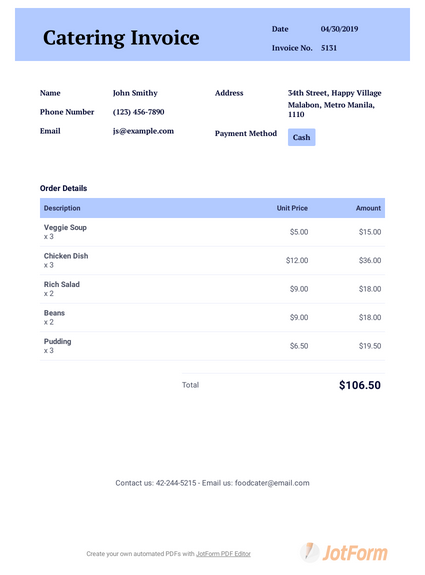 Catering Invoice
Date 04/30/2019
Invoice No. 5131
Name John Smithy
Address 34th Street, Happy Village
Malabon, Metro Manila,
1110
Phone Number (123) 456-7890
Email js@example.com
Payment Method Cash
Order Details
Description Unit Price Amount
Veggie Soup
x 3 $5.00 $15.00
Chicken Dish
x 3 $12.00 $36.00
Rich Salad
x 2 $9.00 $18.00
Beans
x 2 $9.00 $18.00
Pudding
x 3 $6.50 $19.50
Total $106.50
Contact us: 42-244-5215 - Email us: foodcater@email.com
Create your own automated PDFs with JotForm PDF Editor
JotForm